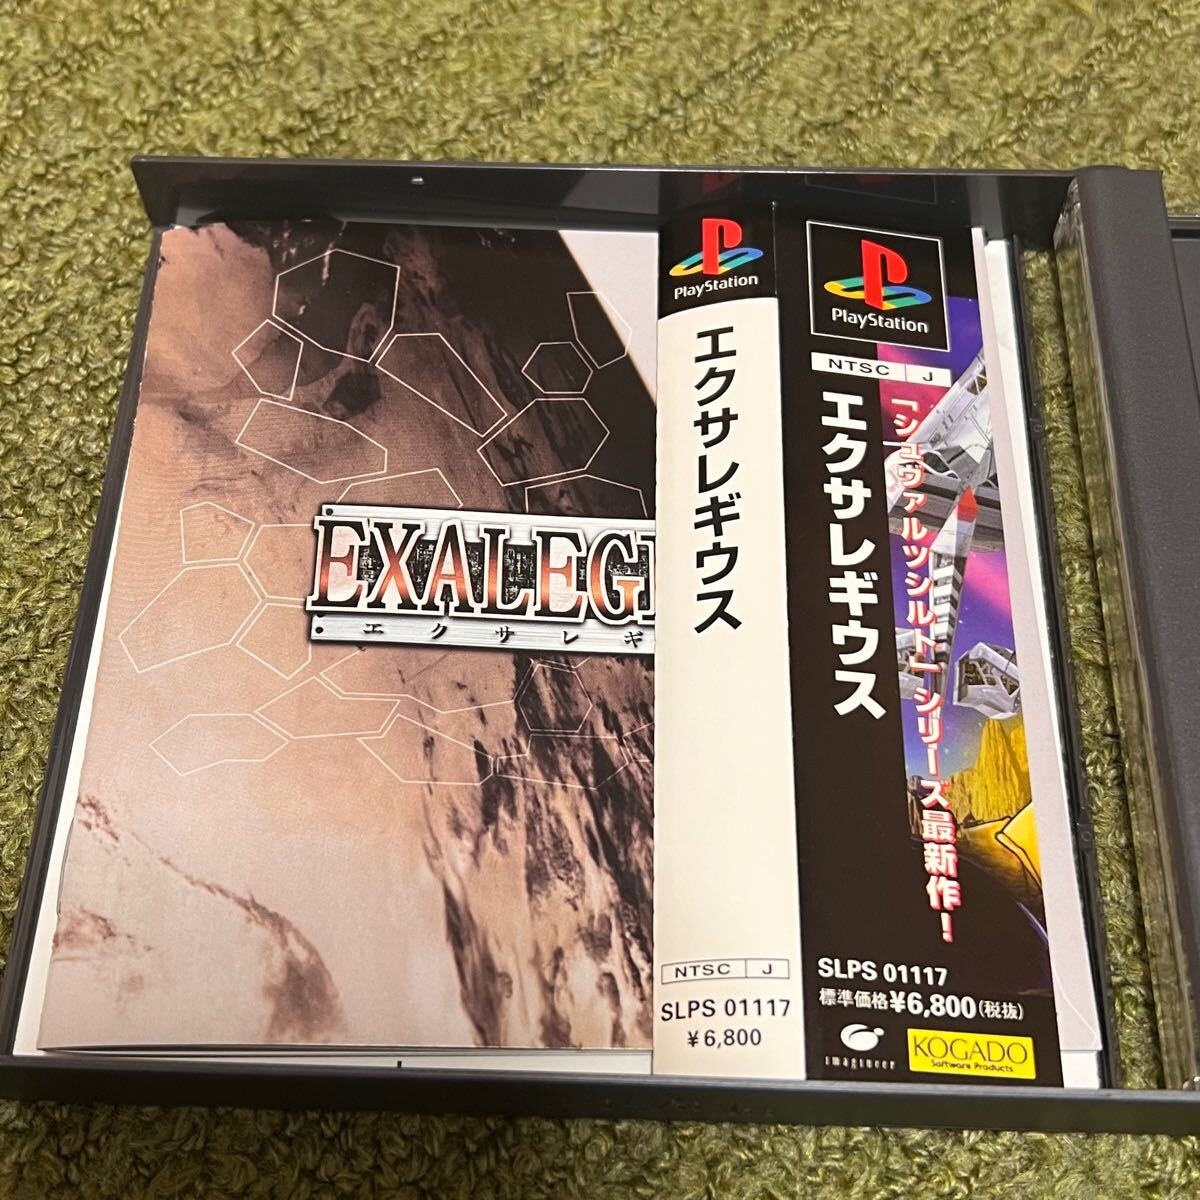 EXALEGI
エクサレギ
PlayStation
エクサレギウス
NTSC J
SLPS 01117
¥6,800
PlayStation
NTSC J
エクサレギウス
「シュヴァルツシルト」シリーズ最新作!
SLPS 01117
標準価格¥6,800(税抜)
imagineer
KOGADO
Software Products